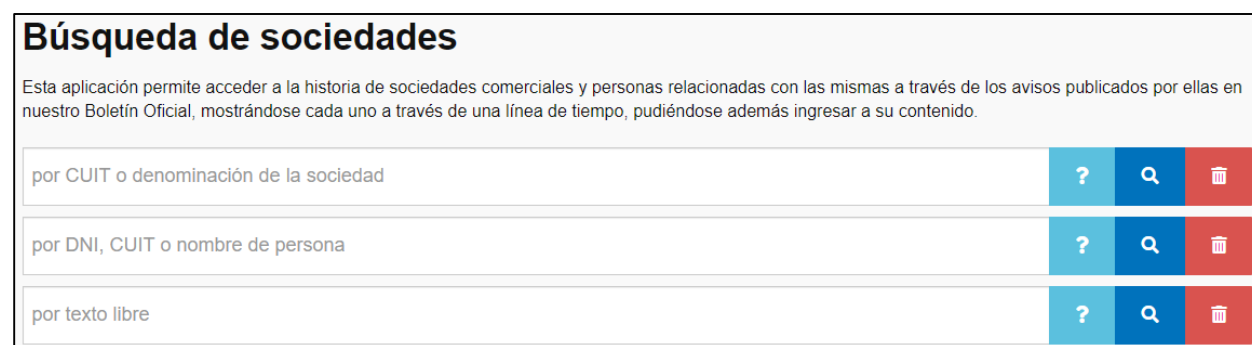 Búsqueda de sociedades
Esta aplicación permite acceder a la historia de sociedades comerciales y personas relacionadas con las mismas a través de los avisos publicados por ellas en
nuestro Boletín Oficial, mostrándose cada uno a través de una línea de tiempo, pudiéndose además ingresar a su contenido.
por CUIT o denominación de la sociedad ?
por DNI, CUIT o nombre de persona ?
por texto libre ?